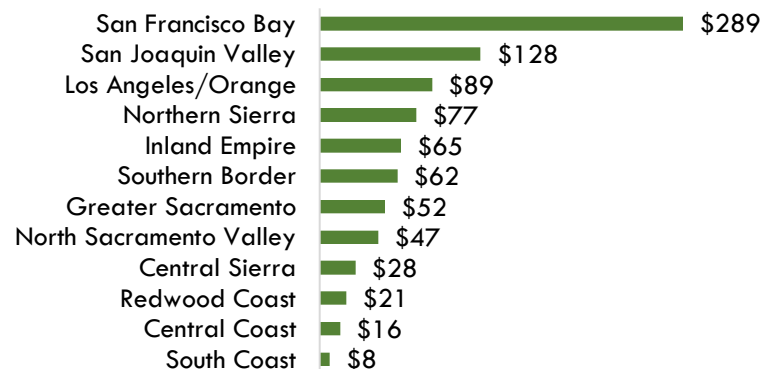 San Francisco Bay $289
San Joaquin Valley $128
Los Angeles/Orange $89
Northern Sierra $77
Inland Empire $65
Southern Border $62
Greater Sacramento $52
North Sacramento Valley $47
Central Sierra $28
Redwood Coast $21
Central Coast $16
South Coast $8